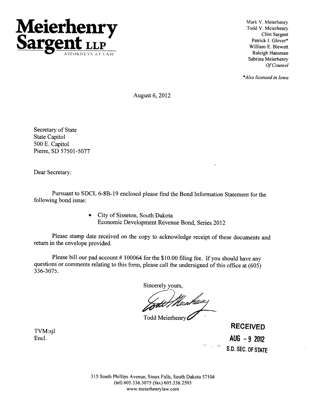 Meierhenry
Sargent LLP
ATTORNEYS AT LAW
Mark V. Meierhenry
Todd V. Meierhenry
Clint Sargent
Patrick J. Glover*
William E. Blewett
Raleigh Hansman
Sabrina Meierhenry
Of Counsel
*Also licensed in Iowa
August 6, 2012
Secretary of State
State Capitol
500 E. Capitol
Pierre, SD 57501-5077
Dear Secretary:
Pursuant to SDCL 6-8B-19 enclosed please find the Bond Information Statement for the
following bond issue:
• City of Sisseton, South Dakota
Economic Development Revenue Bond, Series 2012
Please stamp date received on the copy to acknowledge receipt of these documents and
return in the envelope provided.
Please bill our pad account # 100064 for the $10.00 filing fee. If you should have any
questions or comments relating to this form, please call the undersigned of this office at (605)
336-3075.
Sincerely yours,
Todd Meierhenry
Todd Meierhenry
TVM:sjl
/Encl.
RECEIVED
AUG - 9 2012
S.D. SEC. OF STATE
315 South Phillips Avenue, Sioux Falls, South Dakota 57104
(tel) 605.336.3075 (fax) 605.336.2593
www.meierhenrylaw.com